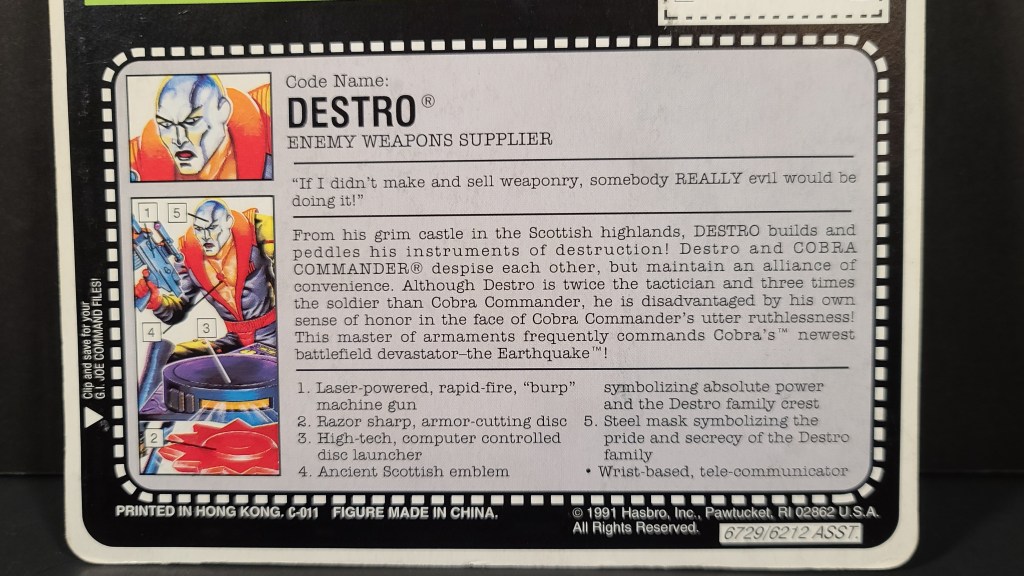 Code Name:
DESTRO®
ENEMY WEAPONS SUPPLIER
“If I didn’t make and sell weaponry, somebody REALLY evil would be
doing it!”
From his grim castle in the Scottish highlands, DESTRO builds and
peddles his instruments of destruction! Destro and COBRA
COMMANDER® despise each other, but maintain an alliance of
convenience. Although Destro is twice the tactician and three times
the soldier than Cobra Commander, he is disadvantaged by his own
sense of honor in the face of Cobra Commander’s utter ruthlessness!
This master of armaments frequently commands Cobra’s™ newest
battlefield devastator–the Earthquake™!
1. Laser-powered, rapid-fire, “burp”
machine gun
2. Razor sharp, armor-cutting disc
3. High-tech, computer controlled
disc launcher
4. Ancient Scottish emblem
symbolizing absolute power
and the Destro family crest
5. Steel mask symbolizing the
pride and secrecy of the Destro
family
• Wrist-based, tele-communicator
1 5
4 3
2
Clip and save for your
G.I. JOE COMMAND FILES!
PRINTED IN HONG KONG. C-011 FIGURE MADE IN CHINA.
© 1991 Hasbro, Inc., Pawtucket, RI 02862 U.S.A.
All Rights Reserved.
6729/6212 ASST.